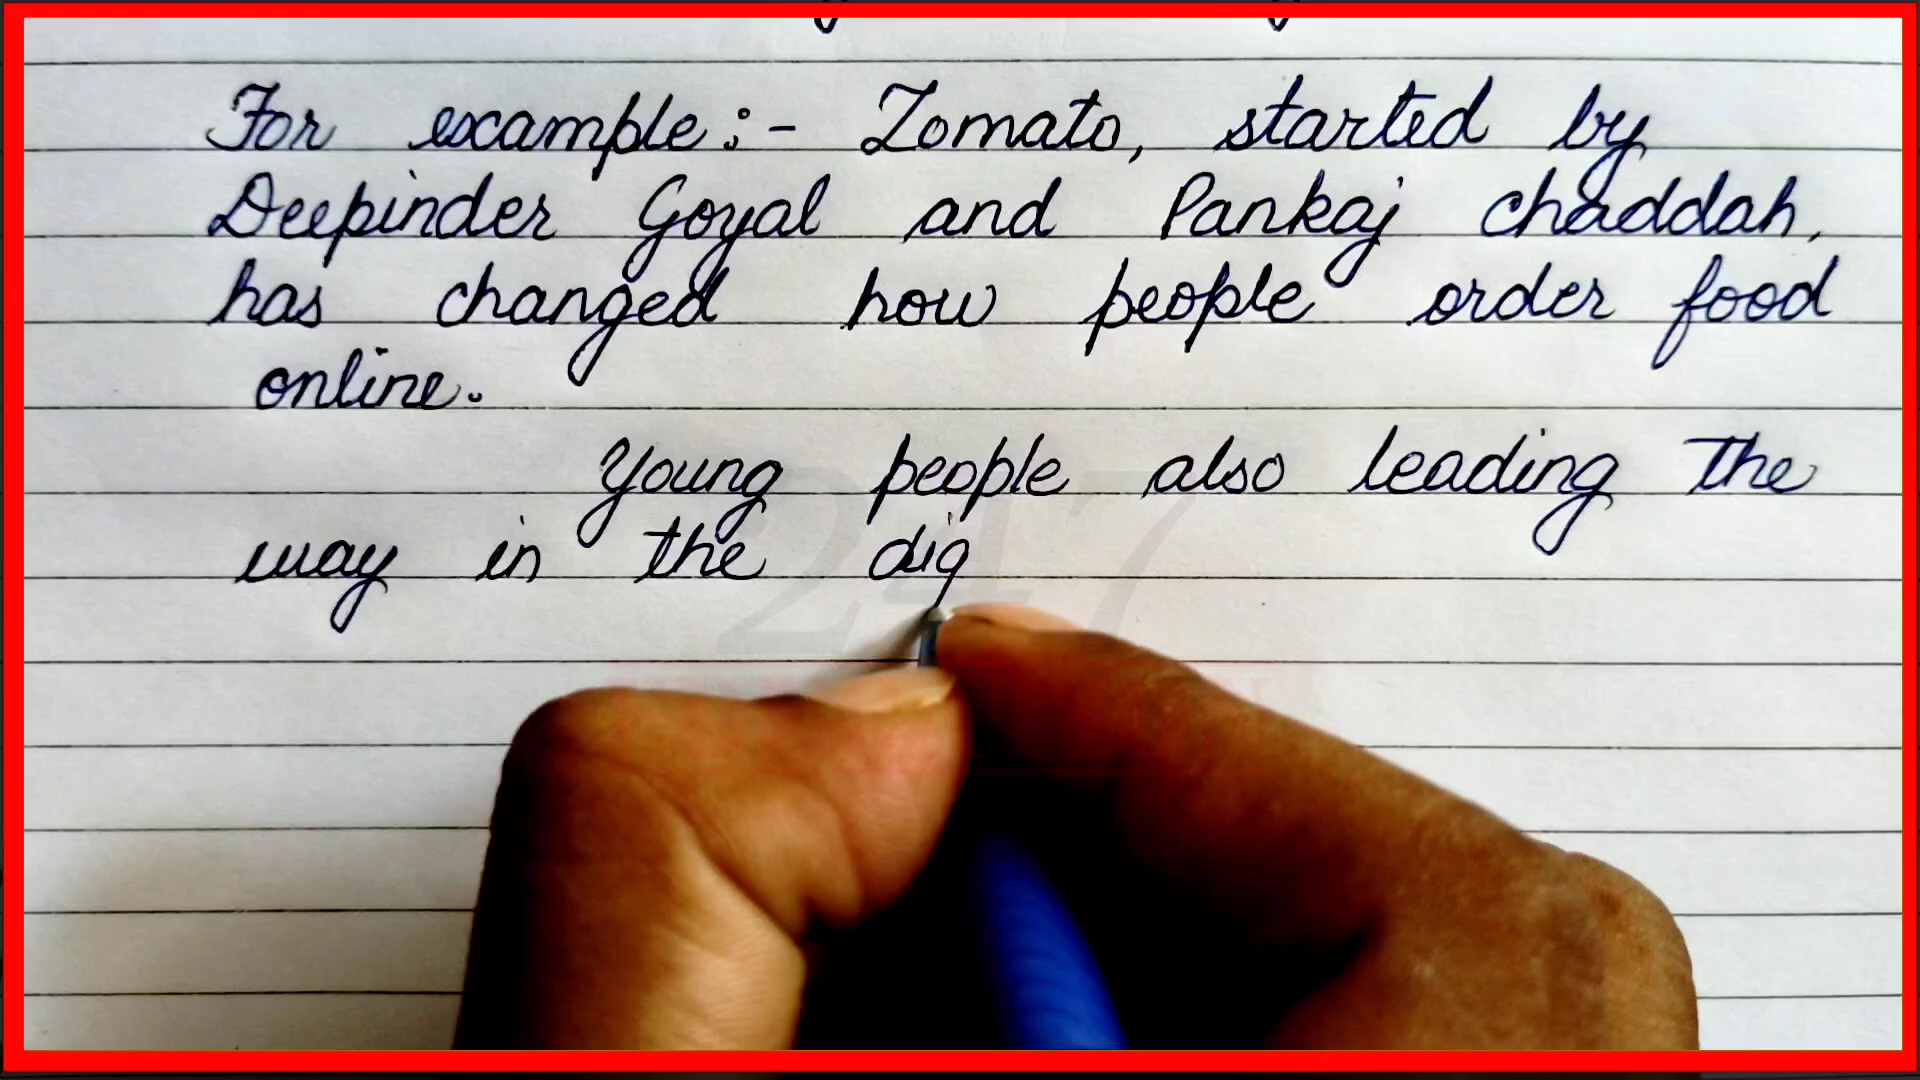 For example:- Zomato, started by
Deepinder Goyal and Pankaj chaddah,
has changed how people order food
online.
Young people also leading the
way in the dig
247